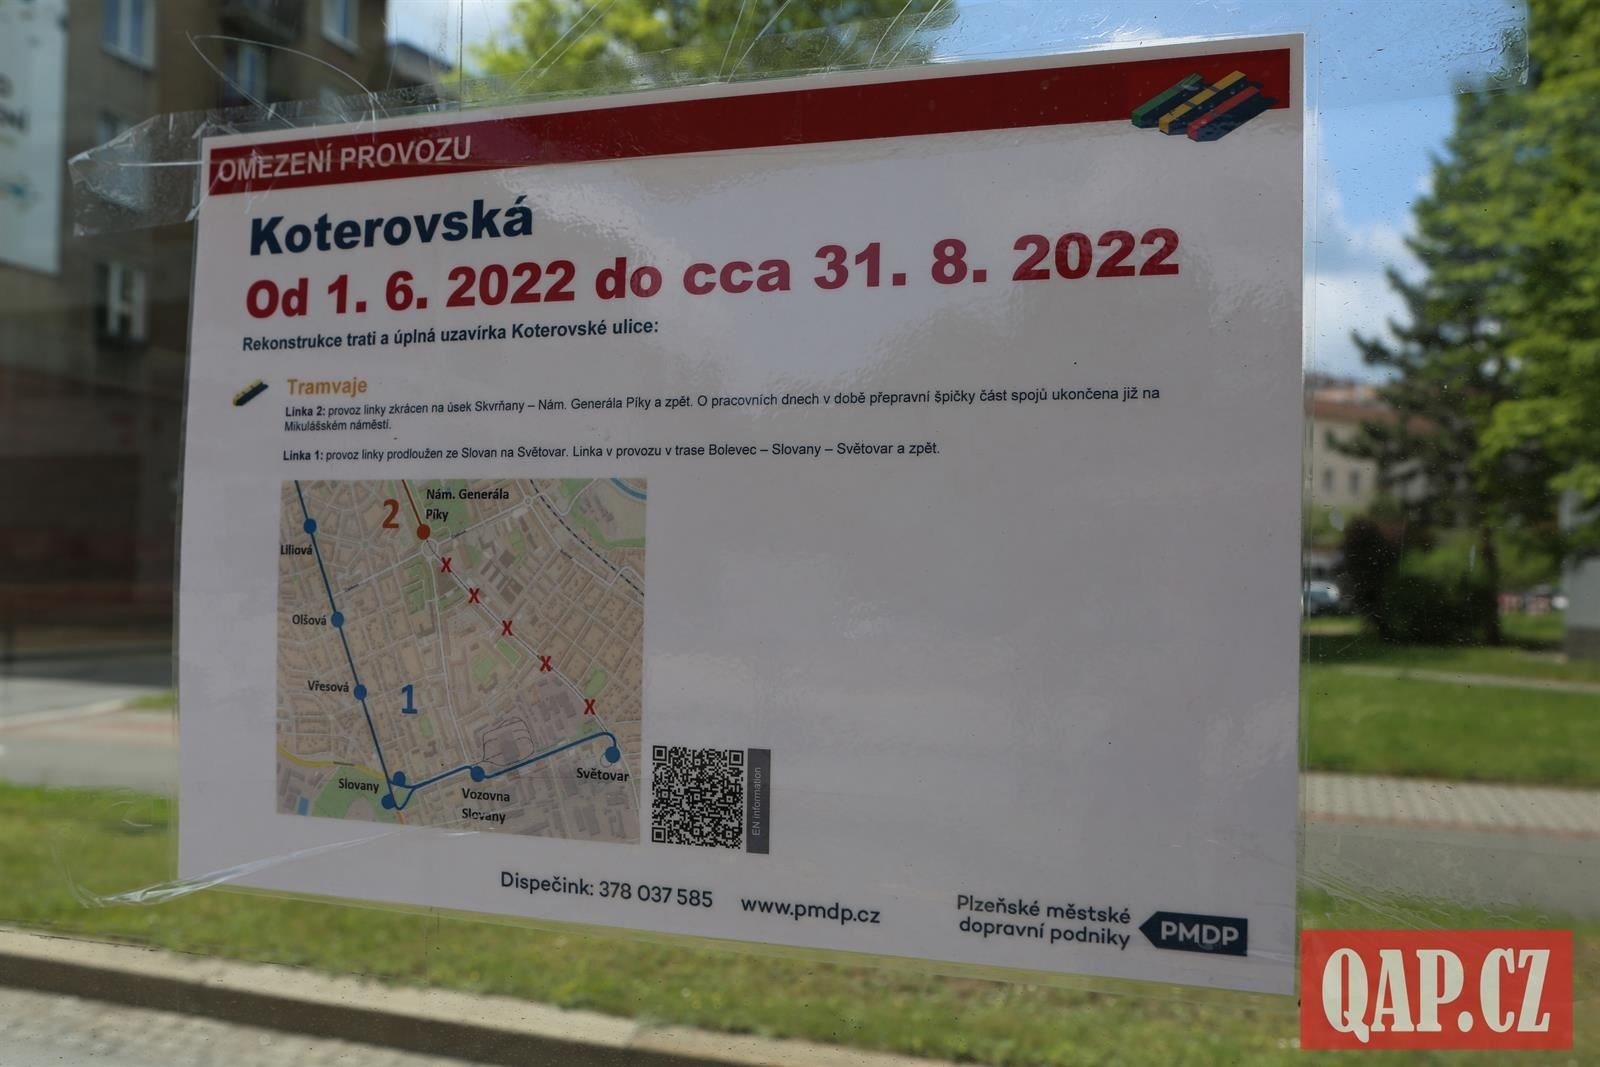 OMEZENÍ PROVOZU
Koterovská
Od 1. 6. 2022 do cca 31. 8. 2022
Rekonstrukce trati a úplná uzavírka Koterovské ulice:
Tramvaje
Linka 2: provoz linky zkrácen na úsek Skvrňany – Nám. Generála Píky a zpět. O pracovních dnech v době přepravní špičky část spojů ukončena již na
Mikulášském náměstí.
Linka 1: provoz linky prodloužen ze Slovan na Světovar. Linka v provozu v trase Bolevec – Slovany – Světovar a zpět.
2
Nám. Generála
Píky
Liliová
X
X
Olšová
X
X
Vřesová
1
X
Slovany
Vozovna
Slovany
Světovar
EN information
Dispečink: 378 037 585
www.pmdp.cz
Plzeňské městské
dopravní podniky
PMDP
QAP.CZ